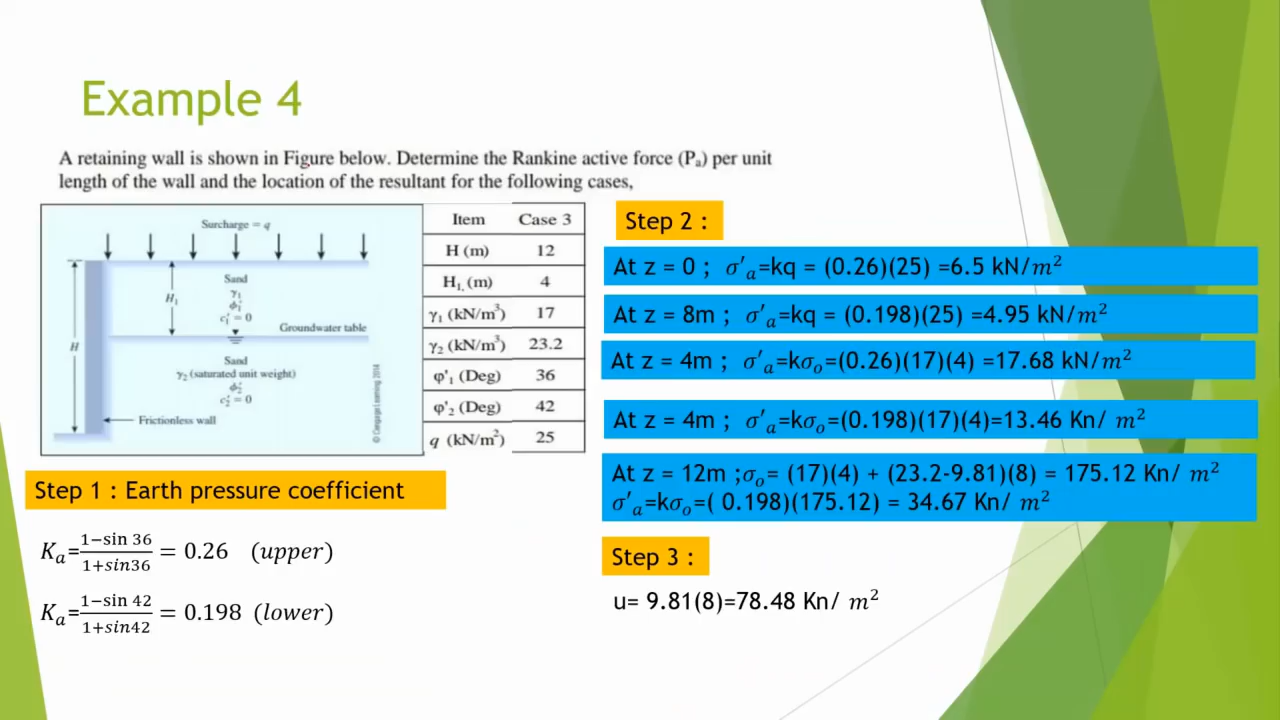 Example 4
A retaining wall is shown in Figure below. Determine the Rankine active force (Pₐ) per unit
length of the wall and the location of the resultant for the following cases,
Surcharge = q
Sand
γ₁
ϕ′₁
c′₁ = 0
H₁
Groundwater table
H
Sand
γ₂ (saturated unit weight)
ϕ′₂
c′₂ = 0
Frictionless wall
© Cengage Learning 2014
Item Case 3
H (m) 12
H₁, (m) 4
γ₁ (kN/m³) 17
γ₂ (kN/m³) 23.2
φ'₁ (Deg) 36
φ'₂ (Deg) 42
q (kN/m²) 25
Step 1 : Earth pressure coefficient
Kₐ=(1−sin 36)/(1+sin36) = 0.26 (upper)
Kₐ=(1−sin 42)/(1+sin42) = 0.198 (lower)
Step 2 :
At z = 0 ; σ′ₐ=kq = (0.26)(25) =6.5 kN/m²
At z = 8m ; σ′ₐ=kq = (0.198)(25) =4.95 kN/m²
At z = 4m ; σ′ₐ=kσₒ=(0.26)(17)(4) =17.68 kN/m²
At z = 4m ; σ′ₐ=kσₒ=(0.198)(17)(4)=13.46 Kn/ m²
At z = 12m ;σₒ= (17)(4) + (23.2-9.81)(8) = 175.12 Kn/ m²
σ′ₐ=kσₒ=( 0.198)(175.12) = 34.67 Kn/ m²
Step 3 :
u= 9.81(8)=78.48 Kn/ m²